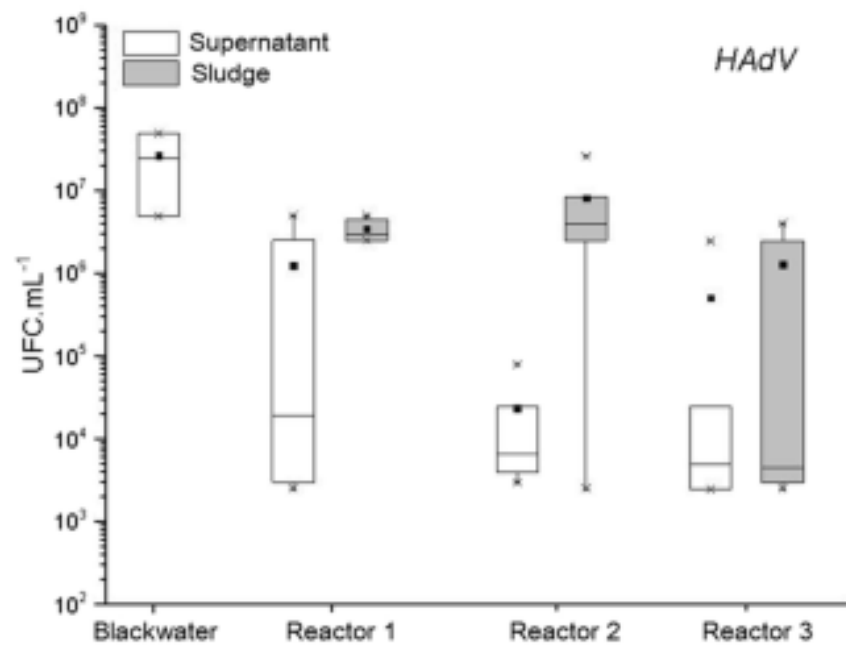 10⁹
Supernatant
HAdV
Sludge
10⁸
10⁷
10⁶
UFC.mL⁻¹
10⁵
10⁴
10³
10²
Blackwater Reactor 1 Reactor 2 Reactor 3